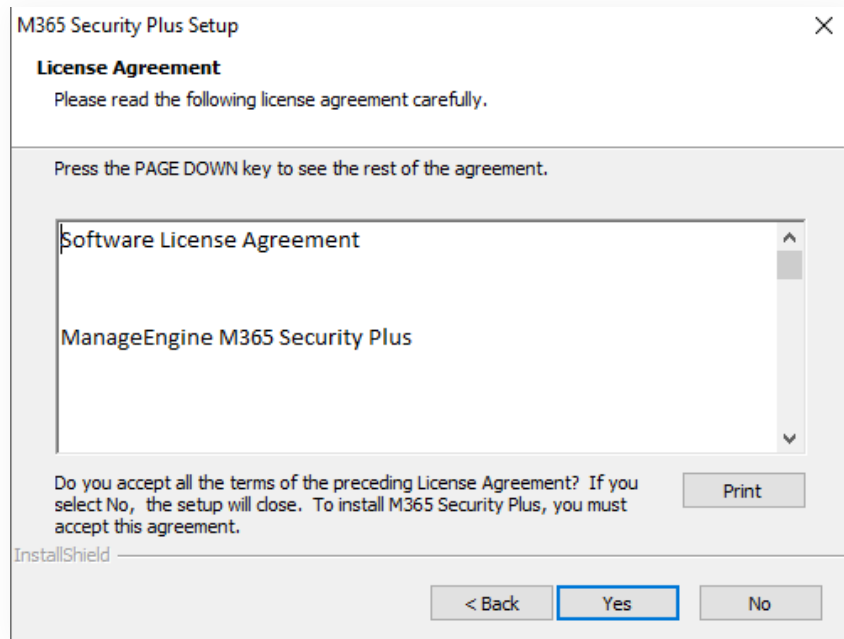 M365 Security Plus Setup
License Agreement
Please read the following license agreement carefully.
Press the PAGE DOWN key to see the rest of the agreement.
Software License Agreement
ManageEngine M365 Security Plus
Do you accept all the terms of the preceding License Agreement? If you
select No, the setup will close. To install M365 Security Plus, you must
accept this agreement.
Print
InstallShield
< Back
Yes
No